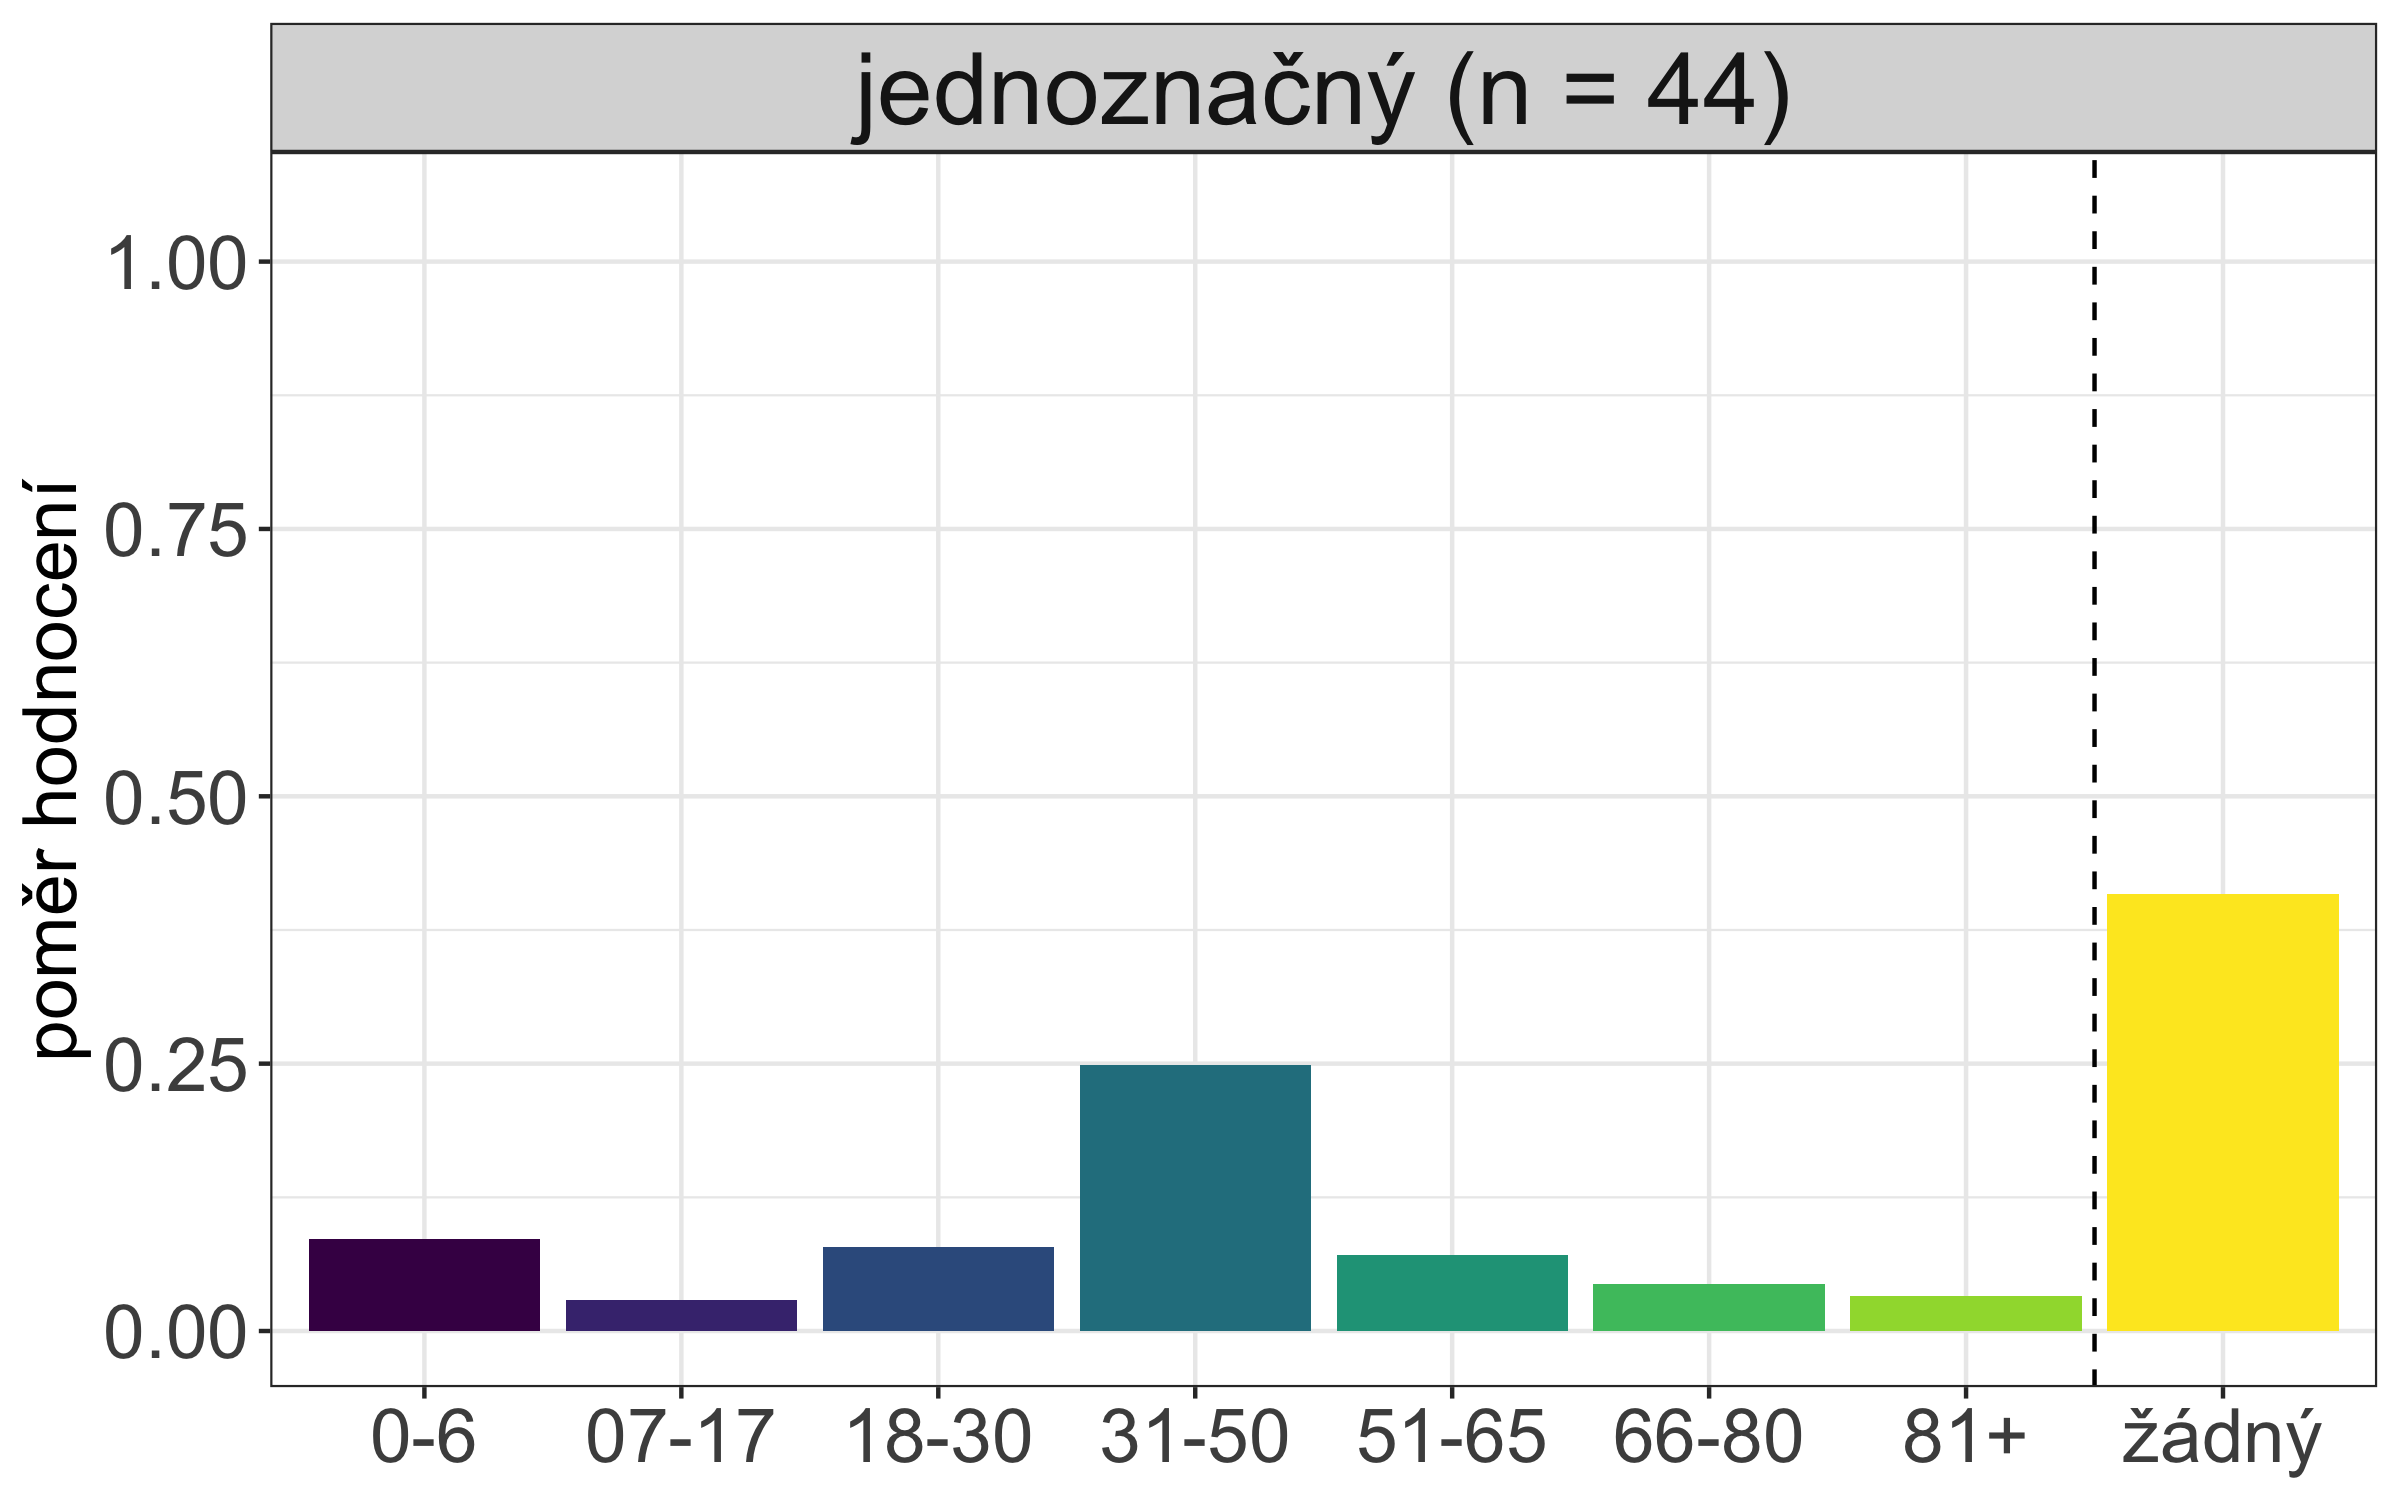 jednoznačný (n = 44)
poměr hodnocení
1.00
0.75
0.50
0.25
0.00
0-6 07-17 18-30 31-50 51-65 66-80 81+ žádný